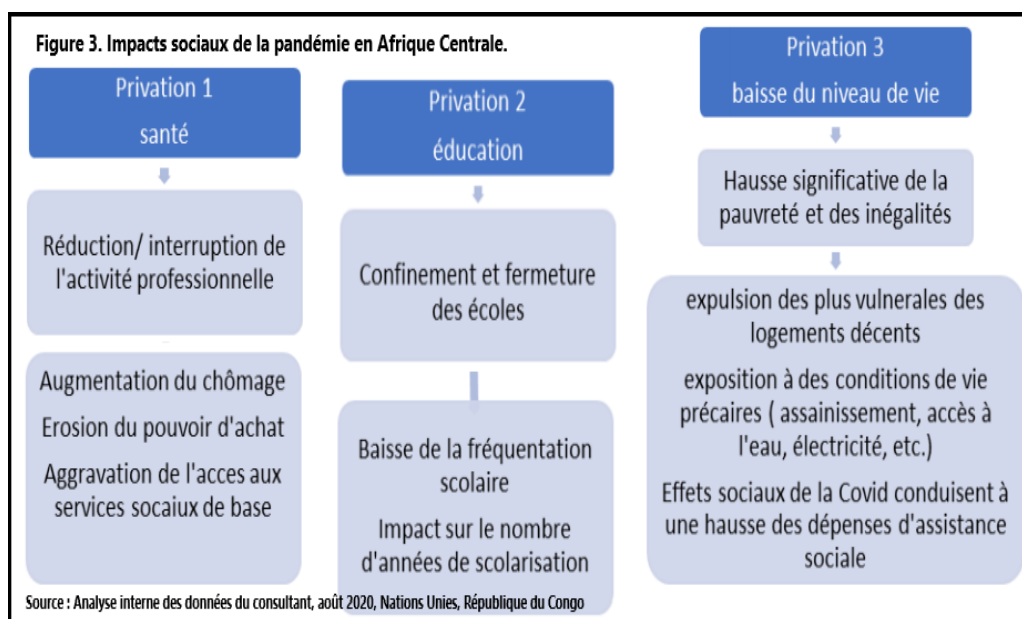 Figure 3. Impacts sociaux de la pandémie en Afrique Centrale.
Privation 1
santé
Réduction/ interruption de
l'activité professionnelle
Augmentation du chômage
Erosion du pouvoir d'achat
Aggravation de l'acces aux
services socaiux de base
Privation 2
éducation
Confinement et fermeture
des écoles
Baisse de la fréquentation
scolaire
Impact sur le nombre
d'années de scolarisation
Privation 3
baisse du niveau de vie
Hausse significative de la
pauvreté et des inégalités
expulsion des plus vulnerales des
logements décents
exposition à des conditions de vie
précaires ( assainissement, accès à
l'eau, électricité, etc.)
Effets sociaux de la Covid conduisent à
une hausse des dépenses d'assistance
sociale
Source : Analyse interne des données du consultant, août 2020, Nations Unies, République du Congo